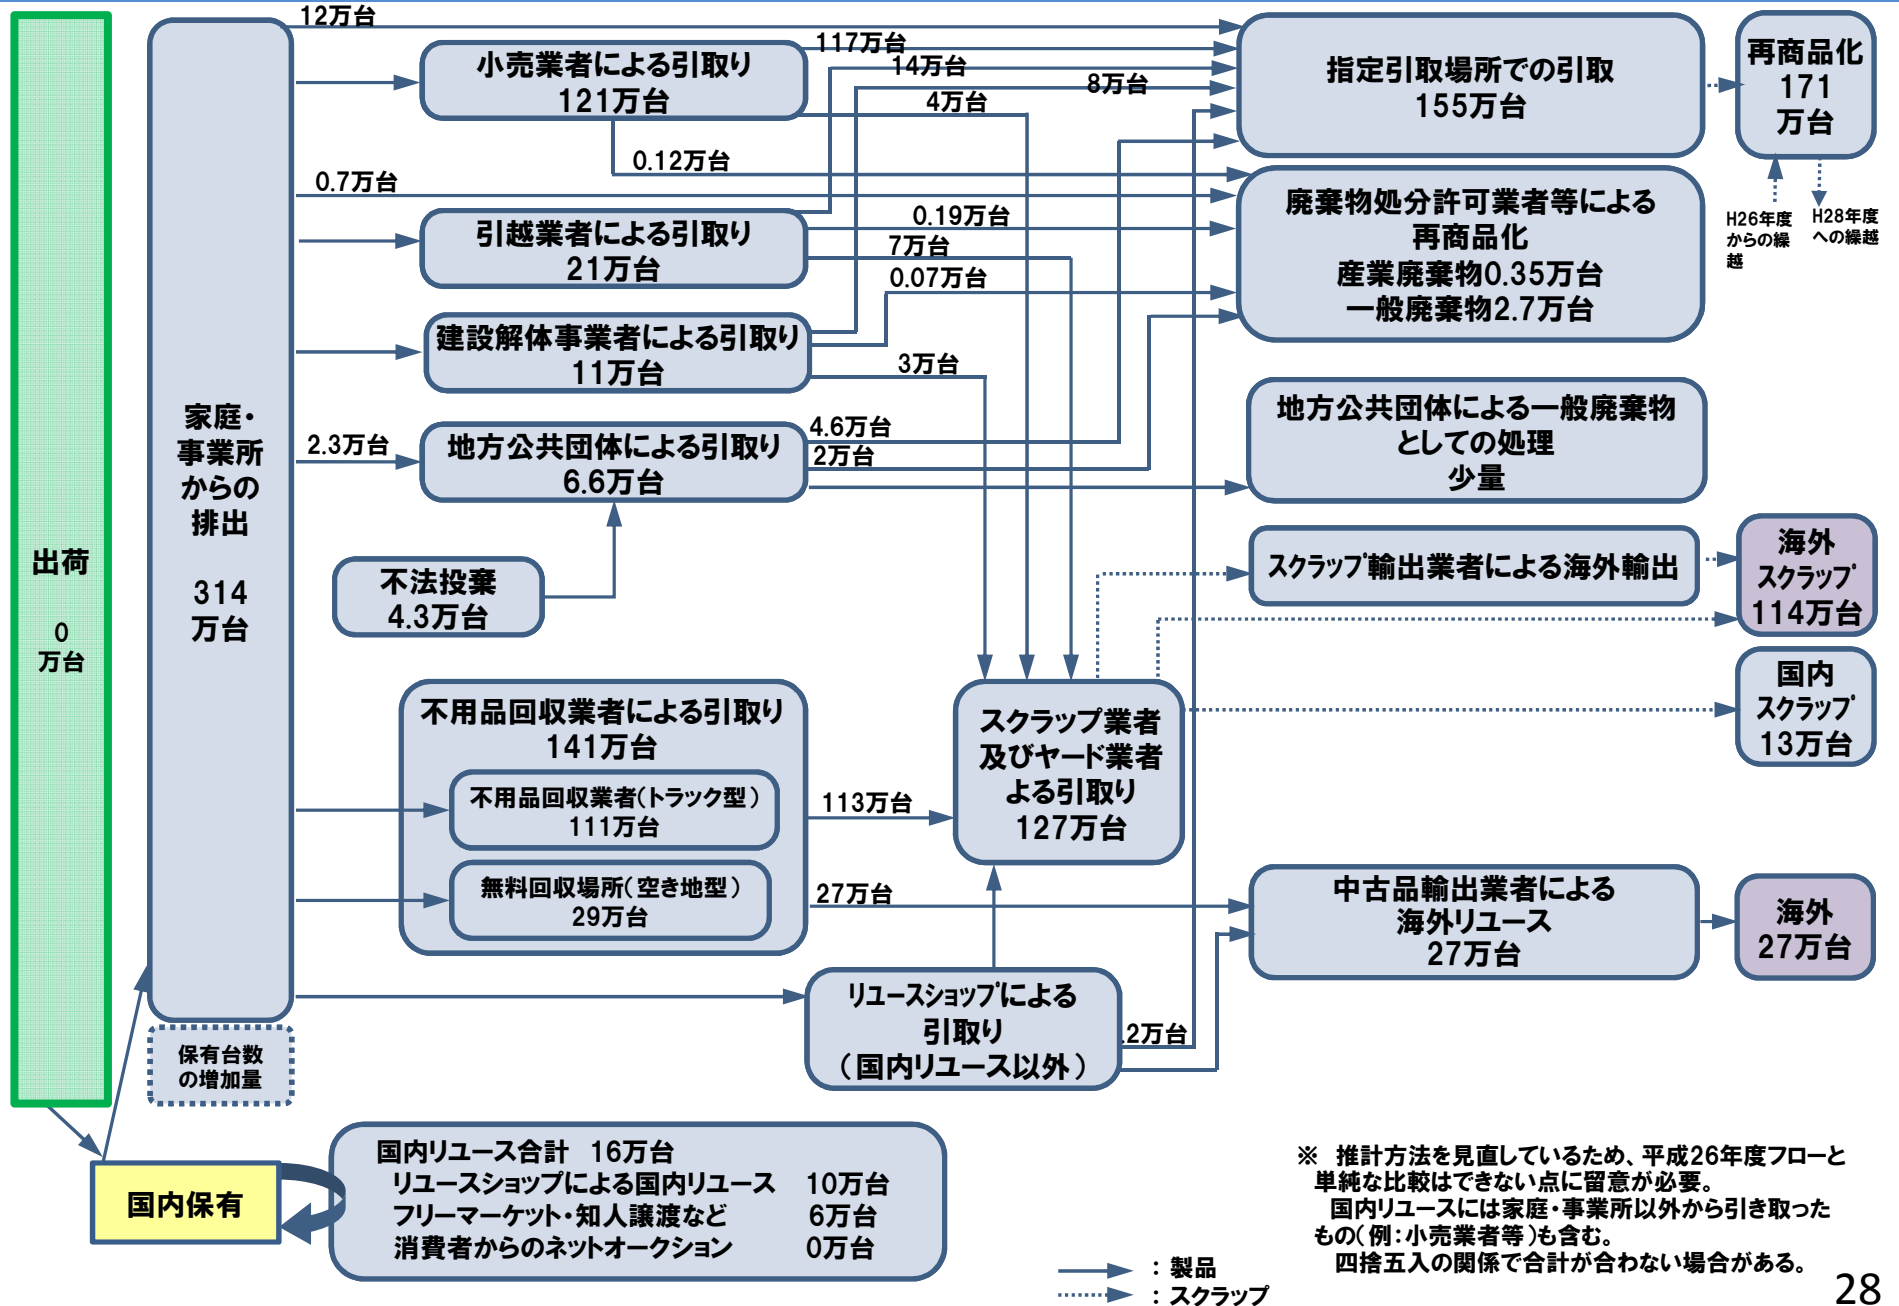 出荷
0
万台
家庭・
事業所
からの
排出
314
万台
保有台数
の増加量
国内保有
12万台
小売業者による引取り
121万台
117万台
14万台
8万台
4万台
0.12万台
0.7万台
引越業者による引取り
21万台
0.19万台
7万台
0.07万台
建設解体事業者による引取り
11万台
3万台
2.3万台
地方公共団体による引取り
6.6万台
4.6万台
2万台
不法投棄
4.3万台
不用品回収業者による引取り
141万台
不用品回収業者(トラック型)
111万台
無料回収場所(空き地型)
29万台
113万台
27万台
スクラップ業者
及びヤード業者
よる引取り
127万台
リユースショップによる
引取り
(国内リユース以外)
.2万台
指定引取場所での引取
155万台
再商品化
171
万台
H26年度
からの繰
越
H28年度
への繰越
廃棄物処分許可業者等による
再商品化
産業廃棄物0.35万台
一般廃棄物2.7万台
地方公共団体による一般廃棄物
としての処理
少量
スクラップ輸出業者による海外輸出
海外
スクラップ
114万台
国内
スクラップ
13万台
中古品輸出業者による
海外リユース
27万台
海外
27万台
国内リユース合計 16万台
リユースショップによる国内リユース 10万台
フリーマーケット・知人譲渡など 6万台
消費者からのネットオークション 0万台
※ 推計方法を見直しているため、平成26年度フローと
単純な比較はできない点に留意が必要。
国内リユースには家庭・事業所以外から引き取った
もの(例:小売業者等)も含む。
四捨五入の関係で合計が合わない場合がある。
:製品
:スクラップ
28